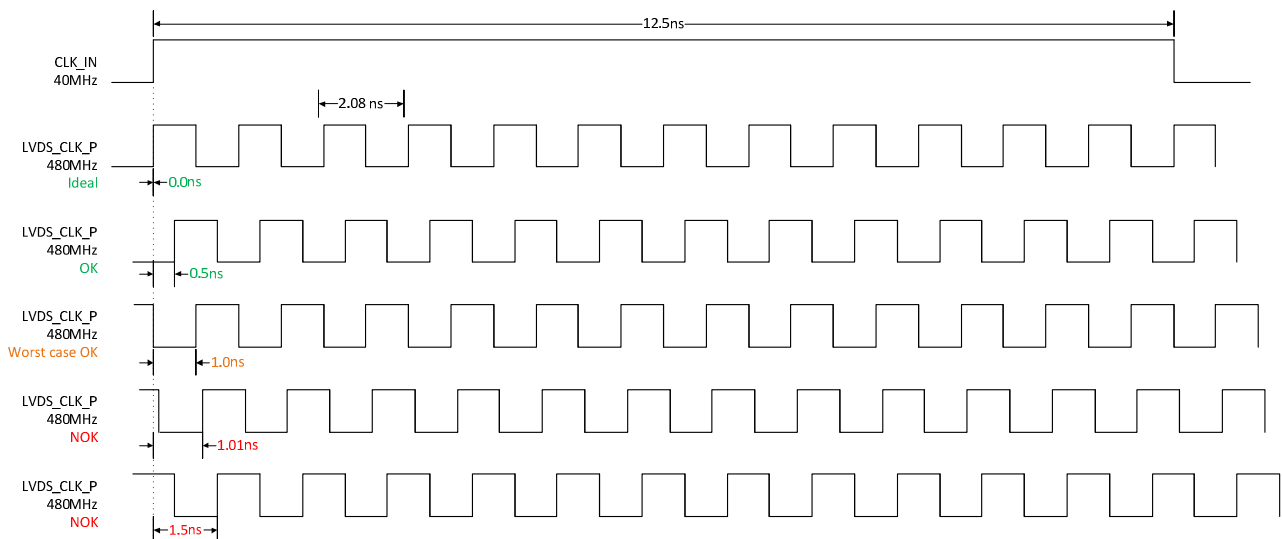 12.5ns
CLK_IN
40MHz
2.08 ns
LVDS_CLK_P
480MHz
Ideal
0.0ns
LVDS_CLK_P
480MHz
OK
0.5ns
LVDS_CLK_P
480MHz
Worst case OK
1.0ns
LVDS_CLK_P
480MHz
NOK
1.01ns
LVDS_CLK_P
480MHz
NOK
1.5ns